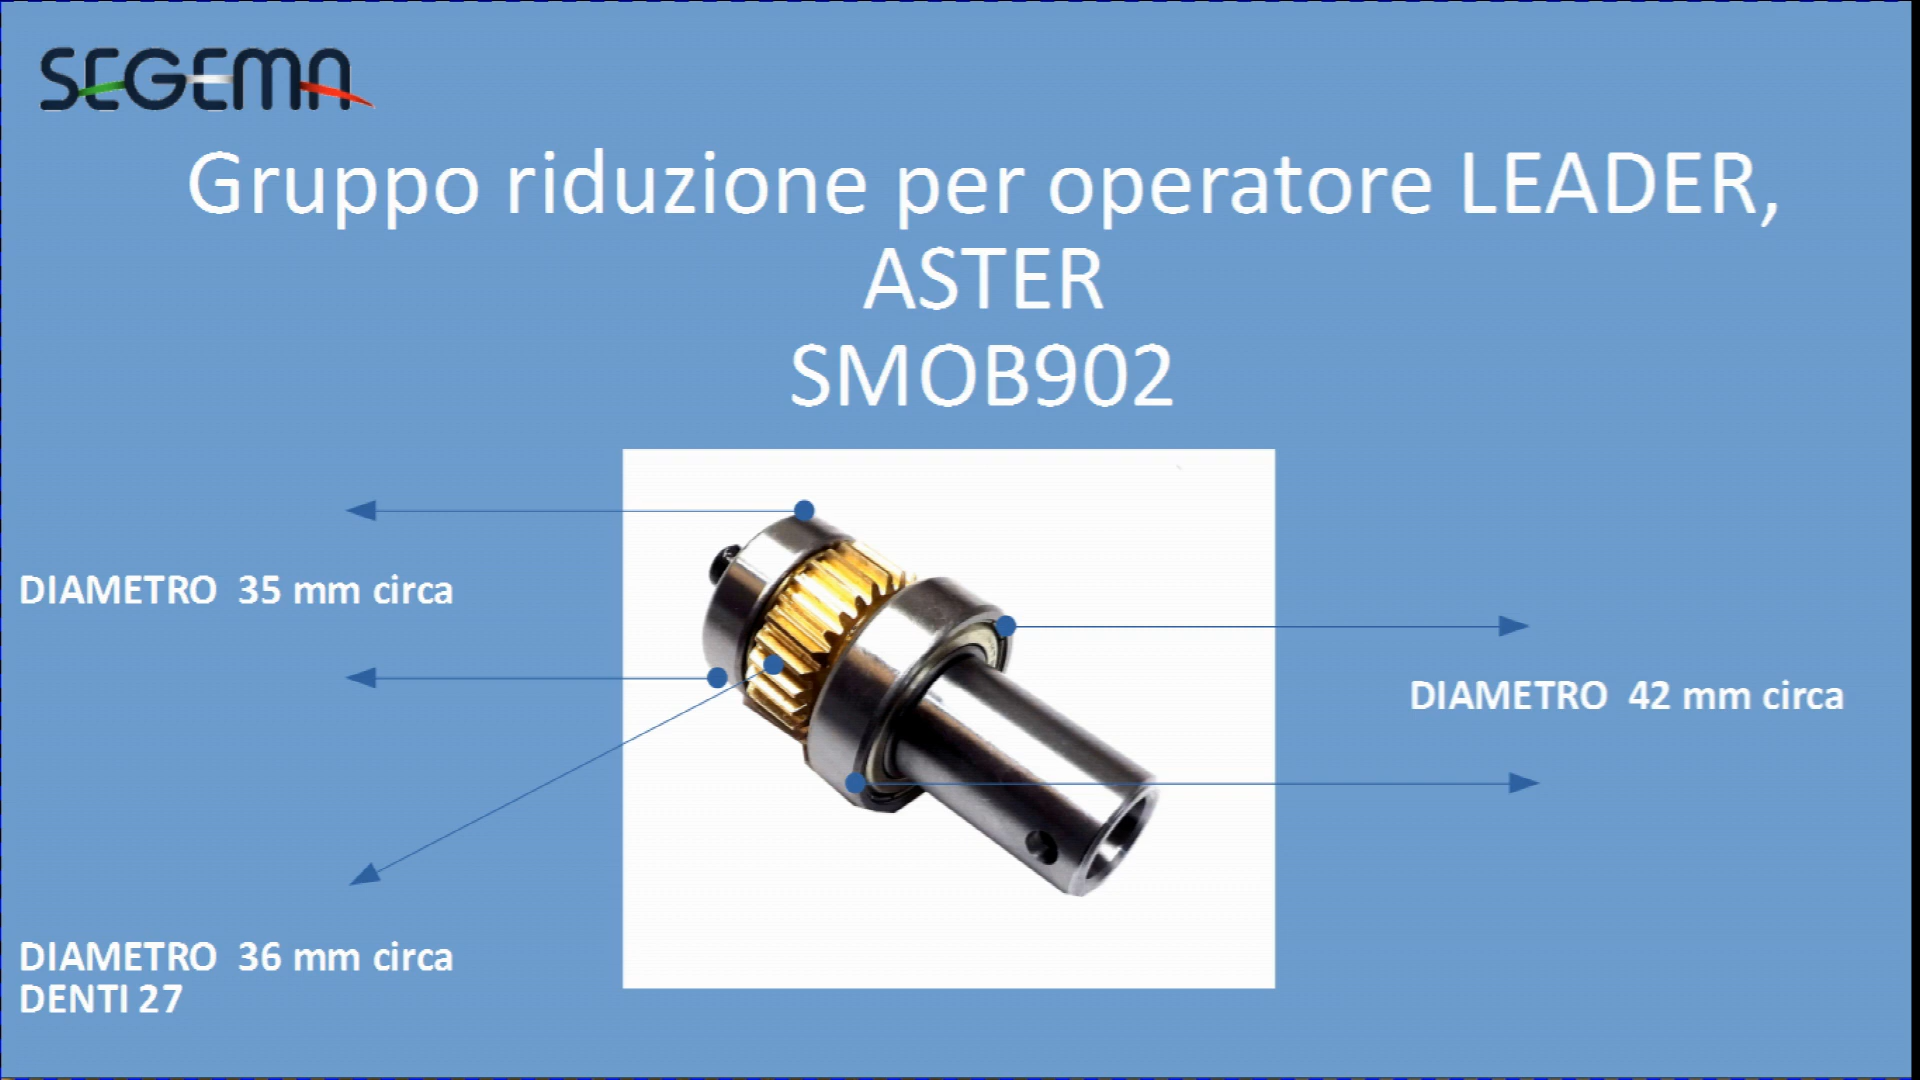 SEGEMA
Gruppo riduzione per operatore LEADER,
ASTER
SMOB902
DIAMETRO 35 mm circa
DIAMETRO 42 mm circa
DIAMETRO 36 mm circa
DENTI 27